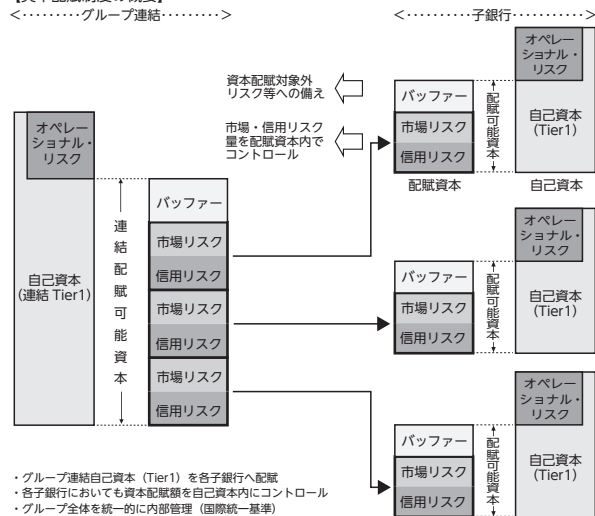 【資本配賦制度の概要】
<………グループ連結………>
<…………子銀行…………>
オペレー
ショナル・
リスク
自己資本
(連結 Tier1)
連結配賦可能資本
バッファー
市場リスク
信用リスク
市場リスク
信用リスク
市場リスク
信用リスク
資本配賦対象外
リスク等への備え
市場・信用リスク
量を配賦資本内で
コントロール
バッファー
市場リスク
信用リスク
配賦資本
配賦可能資本
オペレー
ショナル・
リスク
自己資本
(Tier1)
自己資本
バッファー
市場リスク
信用リスク
配賦可能資本
オペレー
ショナル・
リスク
自己資本
(Tier1)
バッファー
市場リスク
信用リスク
配賦可能資本
オペレー
ショナル・
リスク
自己資本
(Tier1)
・グループ連結自己資本（Tier1）を各子銀行へ配賦
・各子銀行においても資本配賦額を自己資本内にコントロール
・グループ全体を統一的に内部管理（国際統一基準）